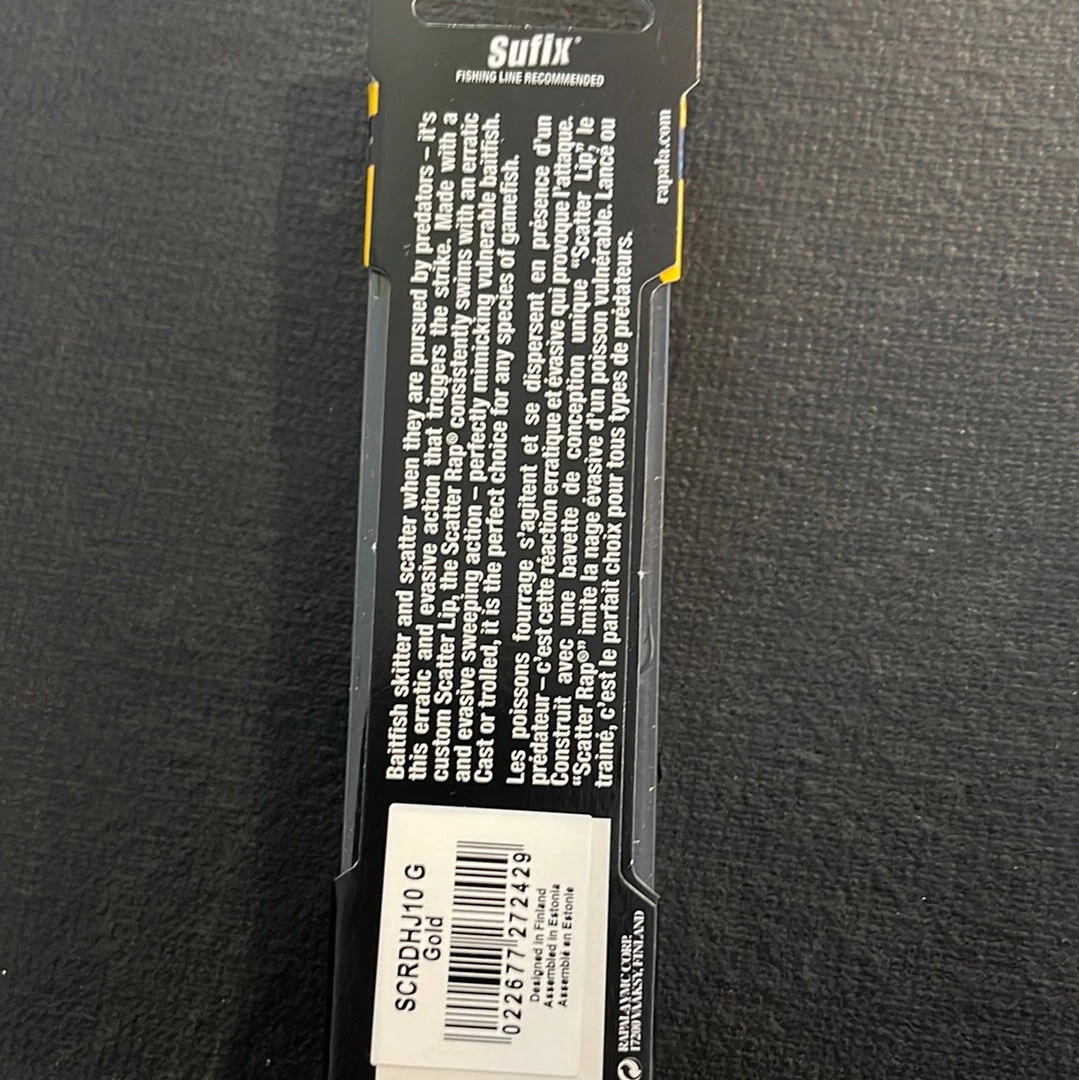 Sufix®
FISHING LINE RECOMMENDED
rapala.com
Baitfish skitter and scatter when they are pursued by predators – it's
this erratic and evasive action that triggers the strike. Made with a
custom Scatter Lip, the Scatter Rap® consistently swims with an erratic
and evasive sweeping action – perfectly mimicking vulnerable baitfish.
Cast or trolled, it is the perfect choice for any species of gamefish.
Les poissons fourrage s'agitent et se dispersent en présence d'un
prédateur – c'est cette réaction erratique et évasive qui provoque l'attaque.
Construit avec une bavette de conception unique “Scatter Lip”, le
“Scatter Rap®” imite la nage évasive d'un poisson vulnérable. Lancé ou
traîné, c'est le parfait choix pour tous types de prédateurs.
SCRDHJ10 G
Gold
022677272429
Designed in Finland
Assembled in Estonia
Assemblé en Estonie
RAPALA VMC CORP.
17200 VAAKSY, FINLAND